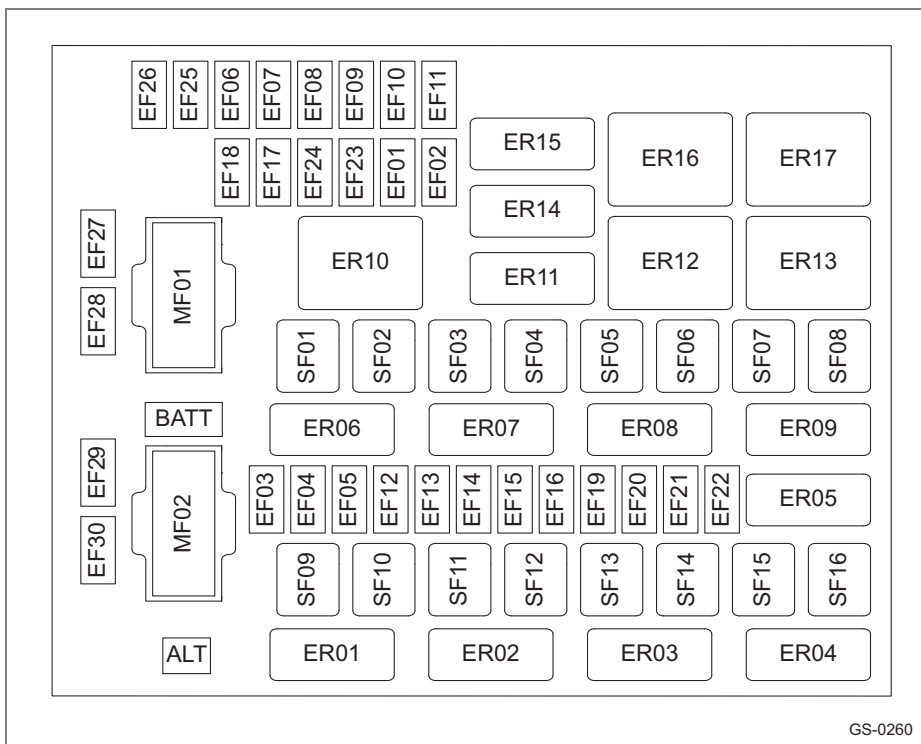 EF26 EF25 EF06 EF07 EF08 EF09 EF10 EF11
EF18 EF17 EF24 EF23 EF01 EF02
ER15 ER16 ER17
ER14
EF27 MF01 ER10 ER11 ER12 ER13
EF28
SF01 SF02 SF03 SF04 SF05 SF06 SF07 SF08
BATT ER06 ER07 ER08 ER09
EF29 MF02 EF03 EF04 EF05 EF12 EF13 EF14 EF15 EF16 EF19 EF20 EF21 EF22 ER05
EF30
SF09 SF10 SF11 SF12 SF13 SF14 SF15 SF16
ALT ER01 ER02 ER03 ER04
GS-0260